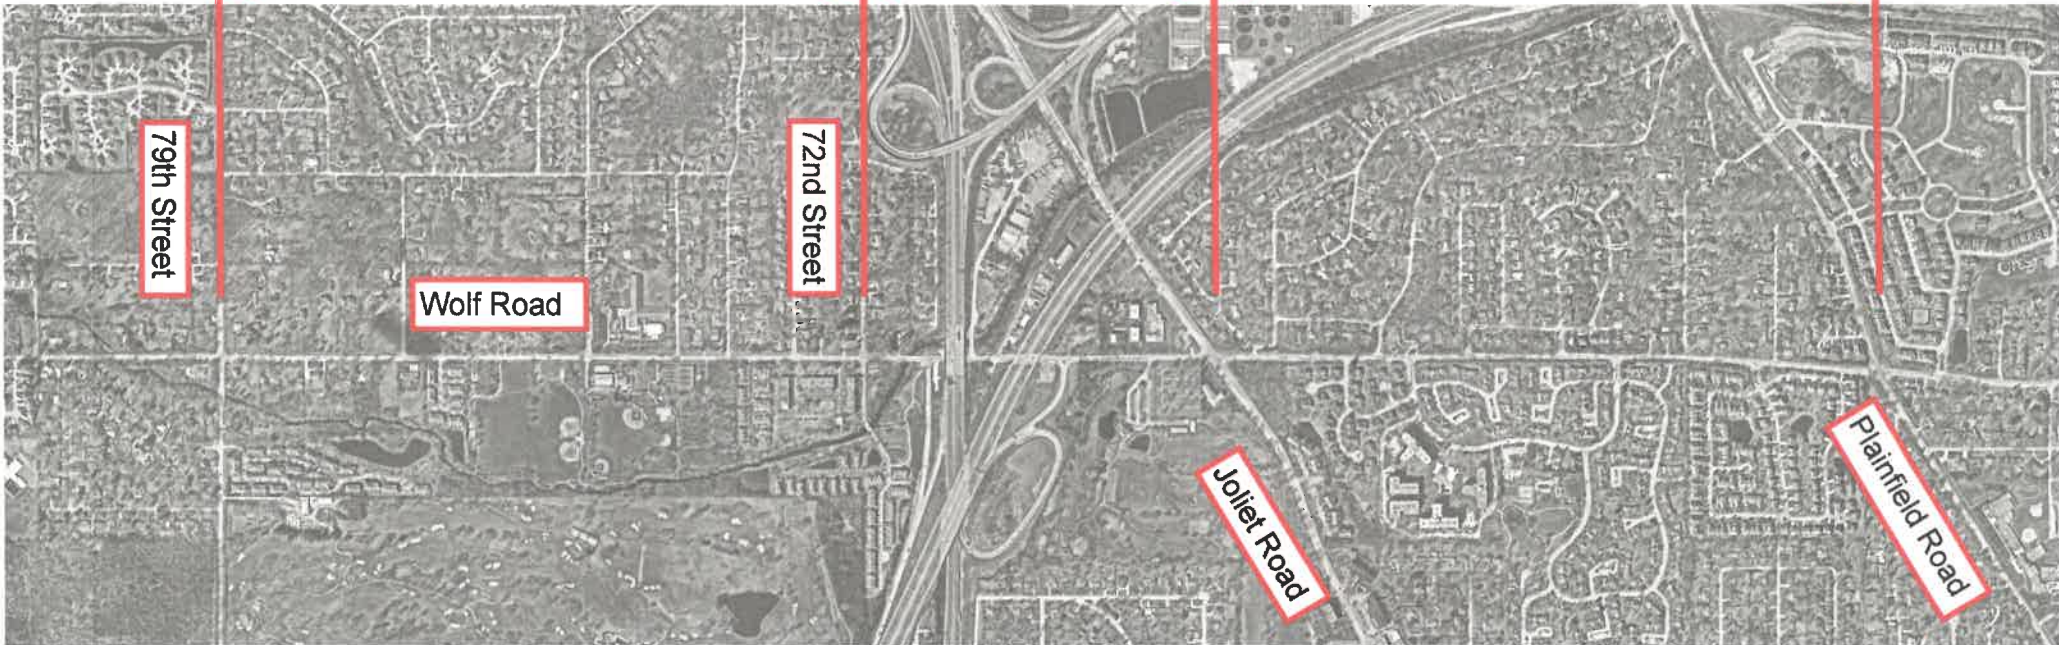 79th Street
Wolf Road
72nd Street
Joliet Road
Plainfield Road